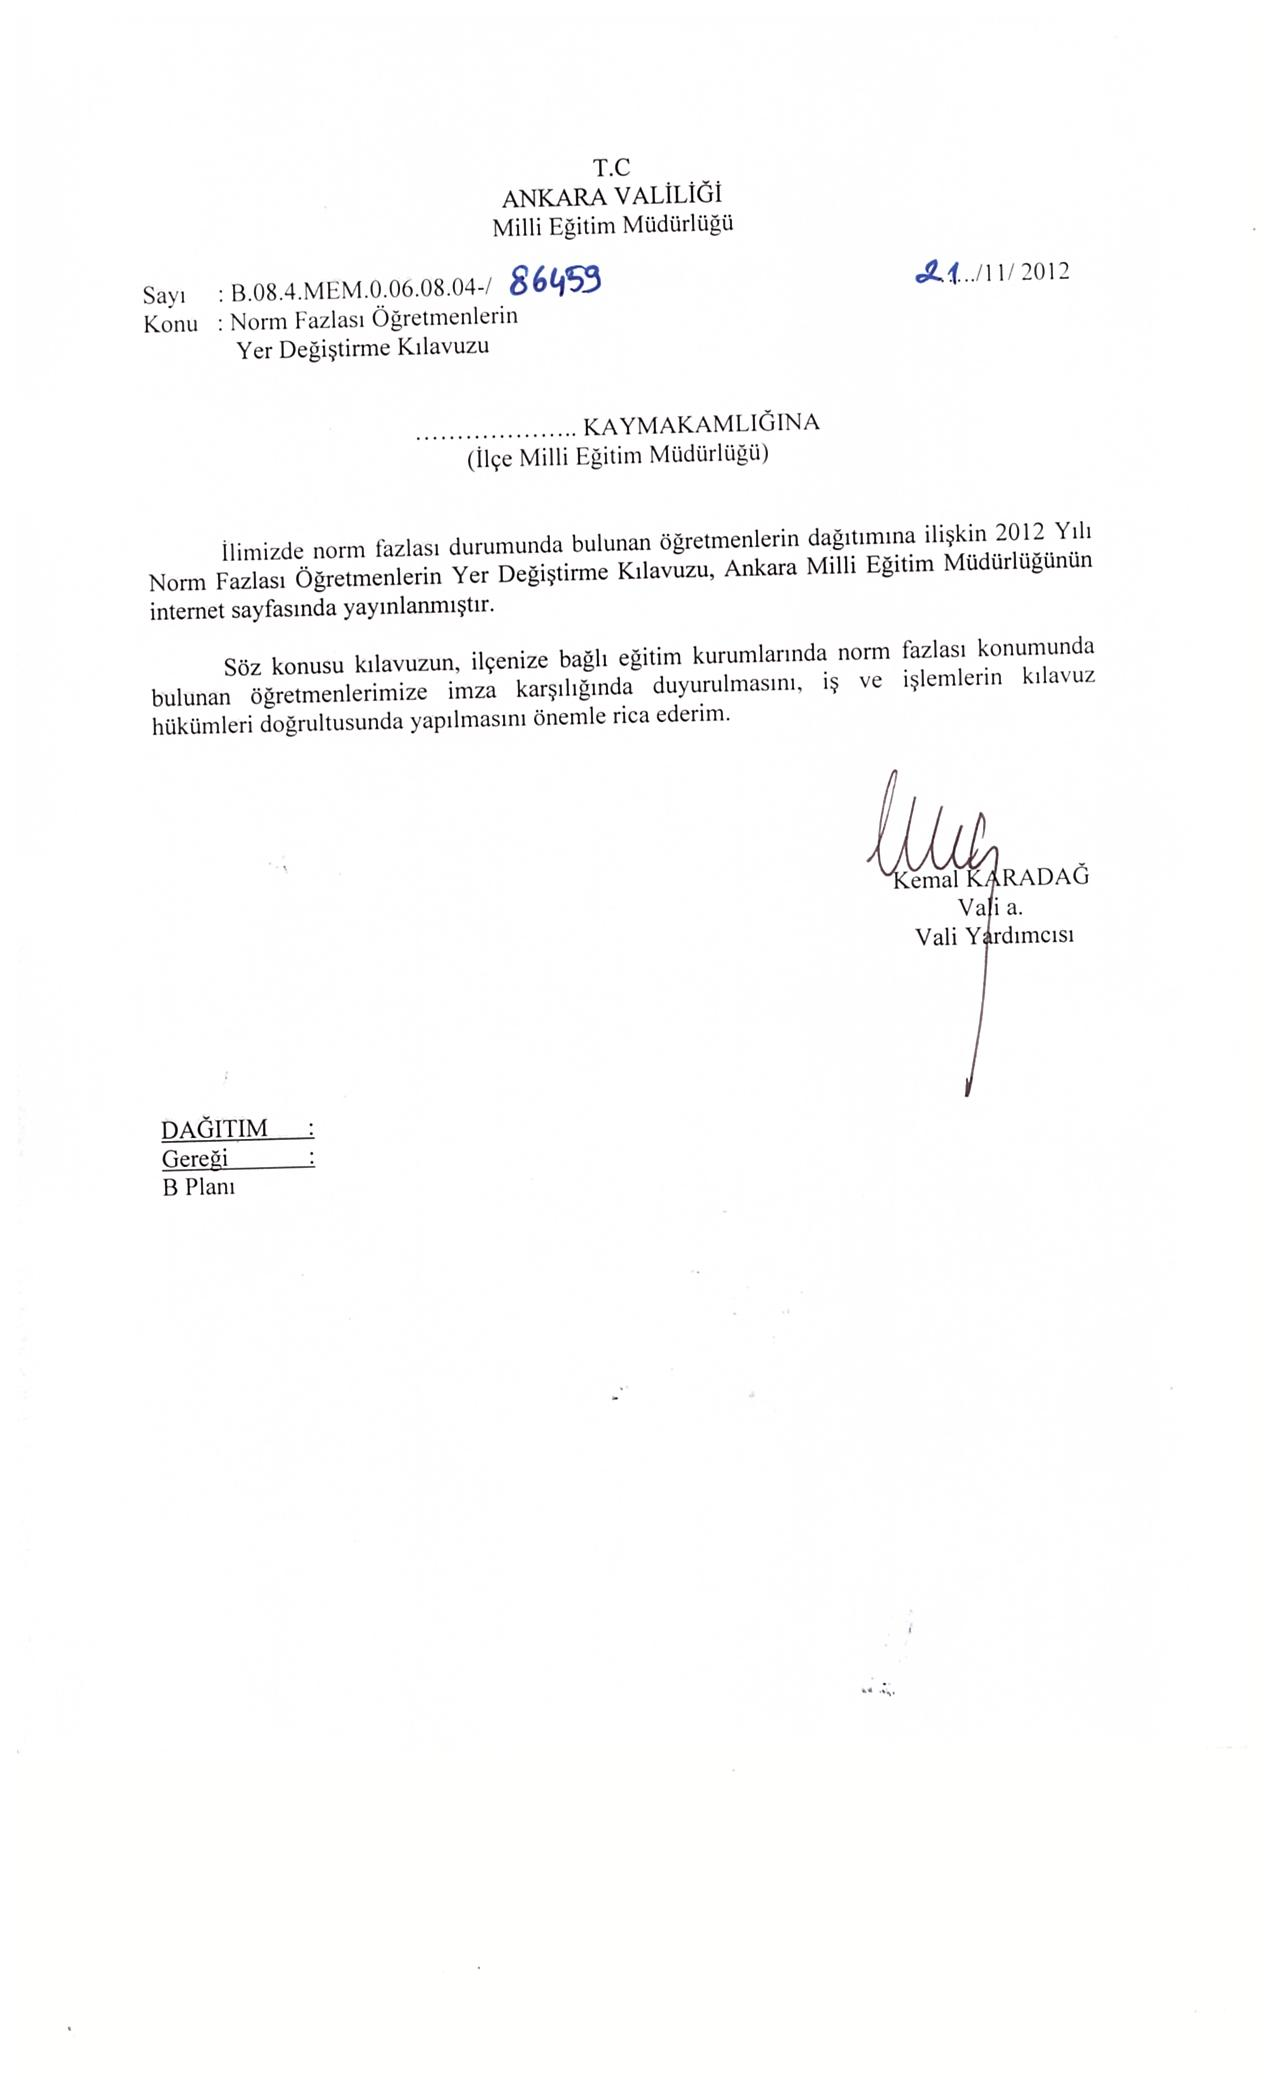 T.C
ANKARA VALİLİĞİ
Milli Eğitim Müdürlüğü
Sayı : B.08.4.MEM.0.06.08.04-/ 86459 21.../11/ 2012
Konu : Norm Fazlası Öğretmenlerin
Yer Değiştirme Kılavuzu
.................... KAYMAKAMLIĞINA
(İlçe Milli Eğitim Müdürlüğü)
İlimizde norm fazlası durumunda bulunan öğretmenlerin dağıtımına ilişkin 2012 Yılı
Norm Fazlası Öğretmenlerin Yer Değiştirme Kılavuzu, Ankara Milli Eğitim Müdürlüğünün
internet sayfasında yayınlanmıştır.
Söz konusu kılavuzun, ilçenize bağlı eğitim kurumlarında norm fazlası konumunda
bulunan öğretmenlerimize imza karşılığında duyurulmasını, iş ve işlemlerin kılavuz
hükümleri doğrultusunda yapılmasını önemle rica ederim.
Kemal KARADAĞ
Vali a.
Vali Yardımcısı
DAĞITIM :
Gereği :
B Planı